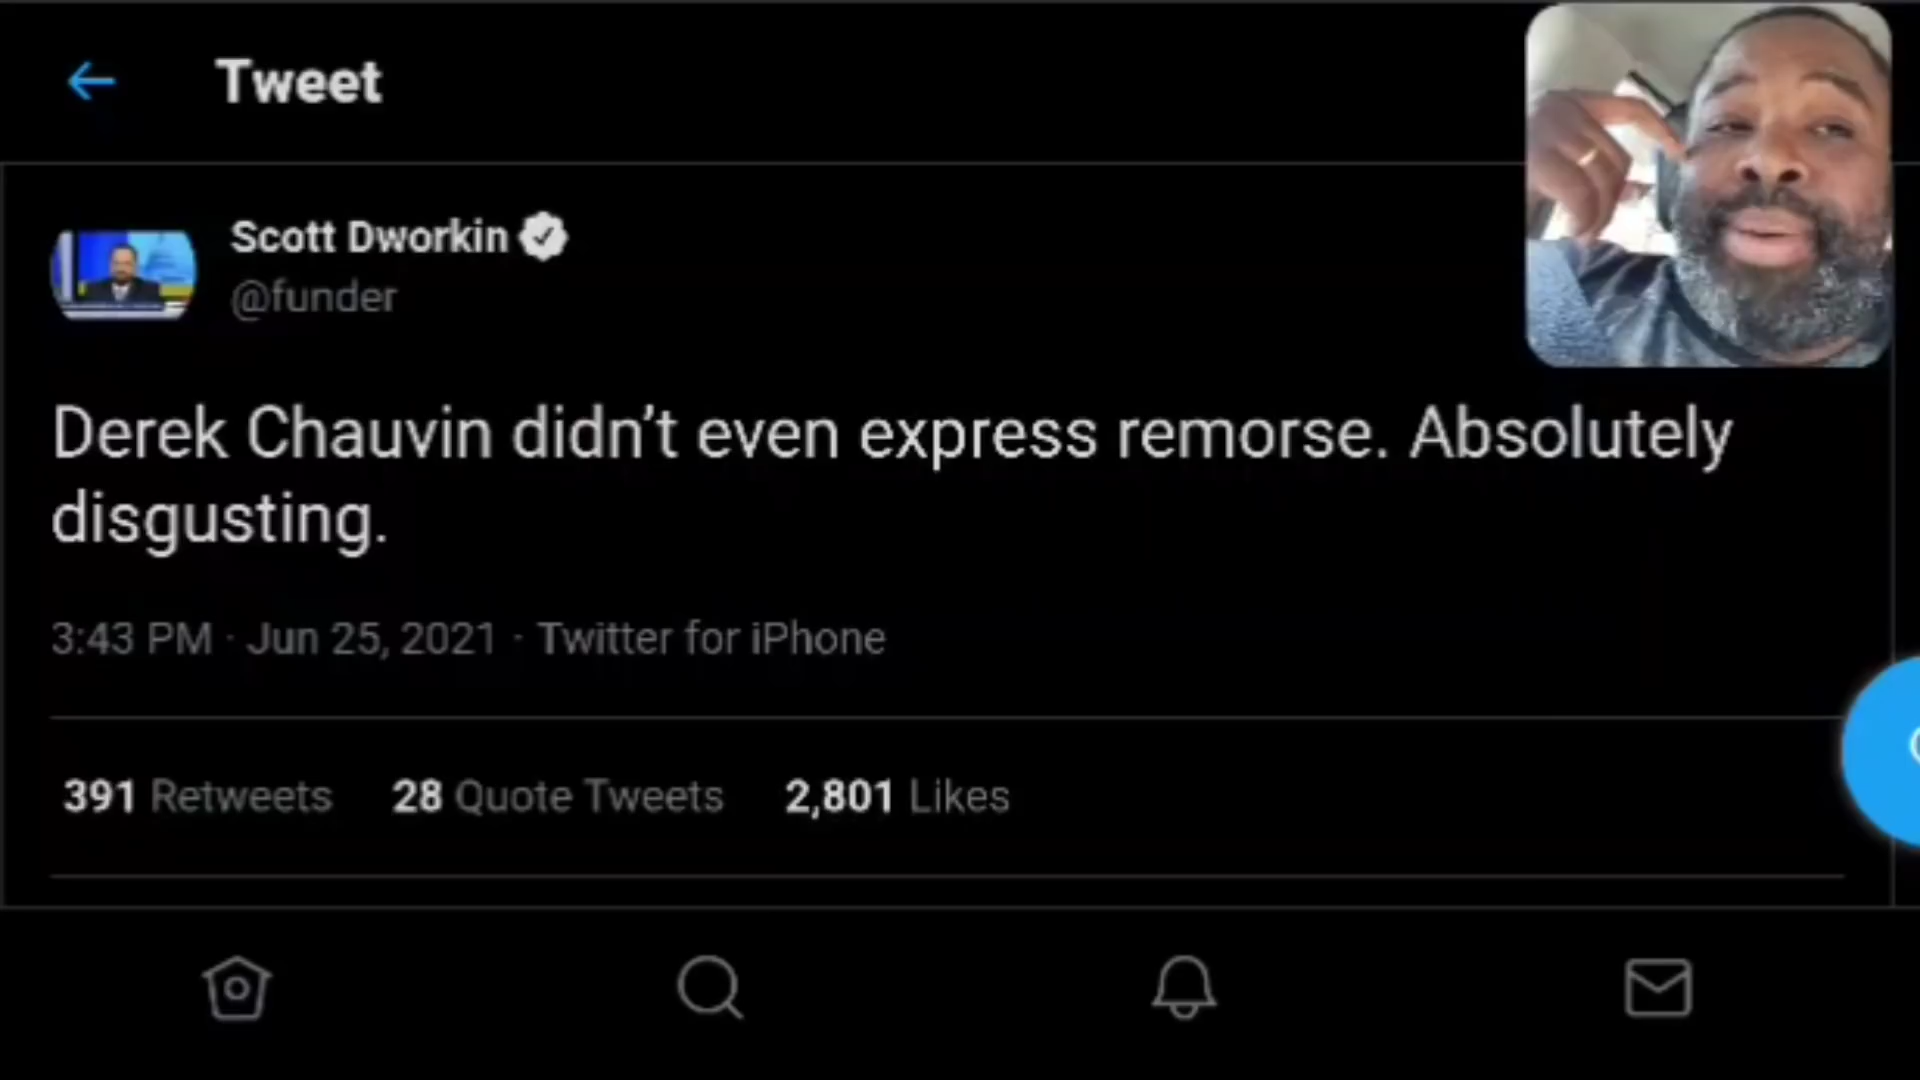 Tweet
Scott Dworkin
@funder
Derek Chauvin didn't even express remorse. Absolutely
disgusting.
3:43 PM · Jun 25, 2021 · Twitter for iPhone
391 Retweets 28 Quote Tweets 2,801 Likes